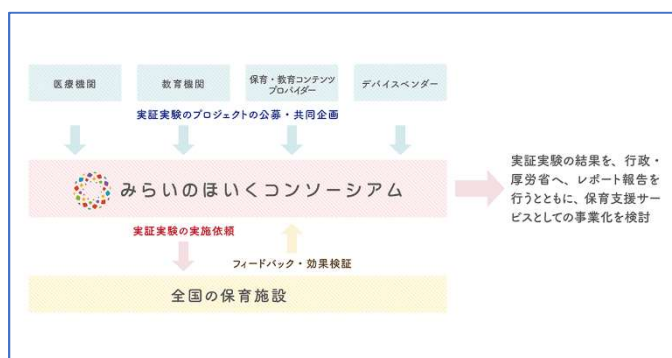 医療機関
教育機関
保育・教育コンテンツ
プロバイダー
デバイスベンダー
実証実験のプロジェクトの公募・共同企画
みらいのほいくコンソーシアム
実証実験の結果を、行政・
厚労省へ、レポート報告を
行うとともに、保育支援サー
ビスとしての事業化を検討
実証実験の実施依頼
フィードバック・効果検証
全国の保育施設